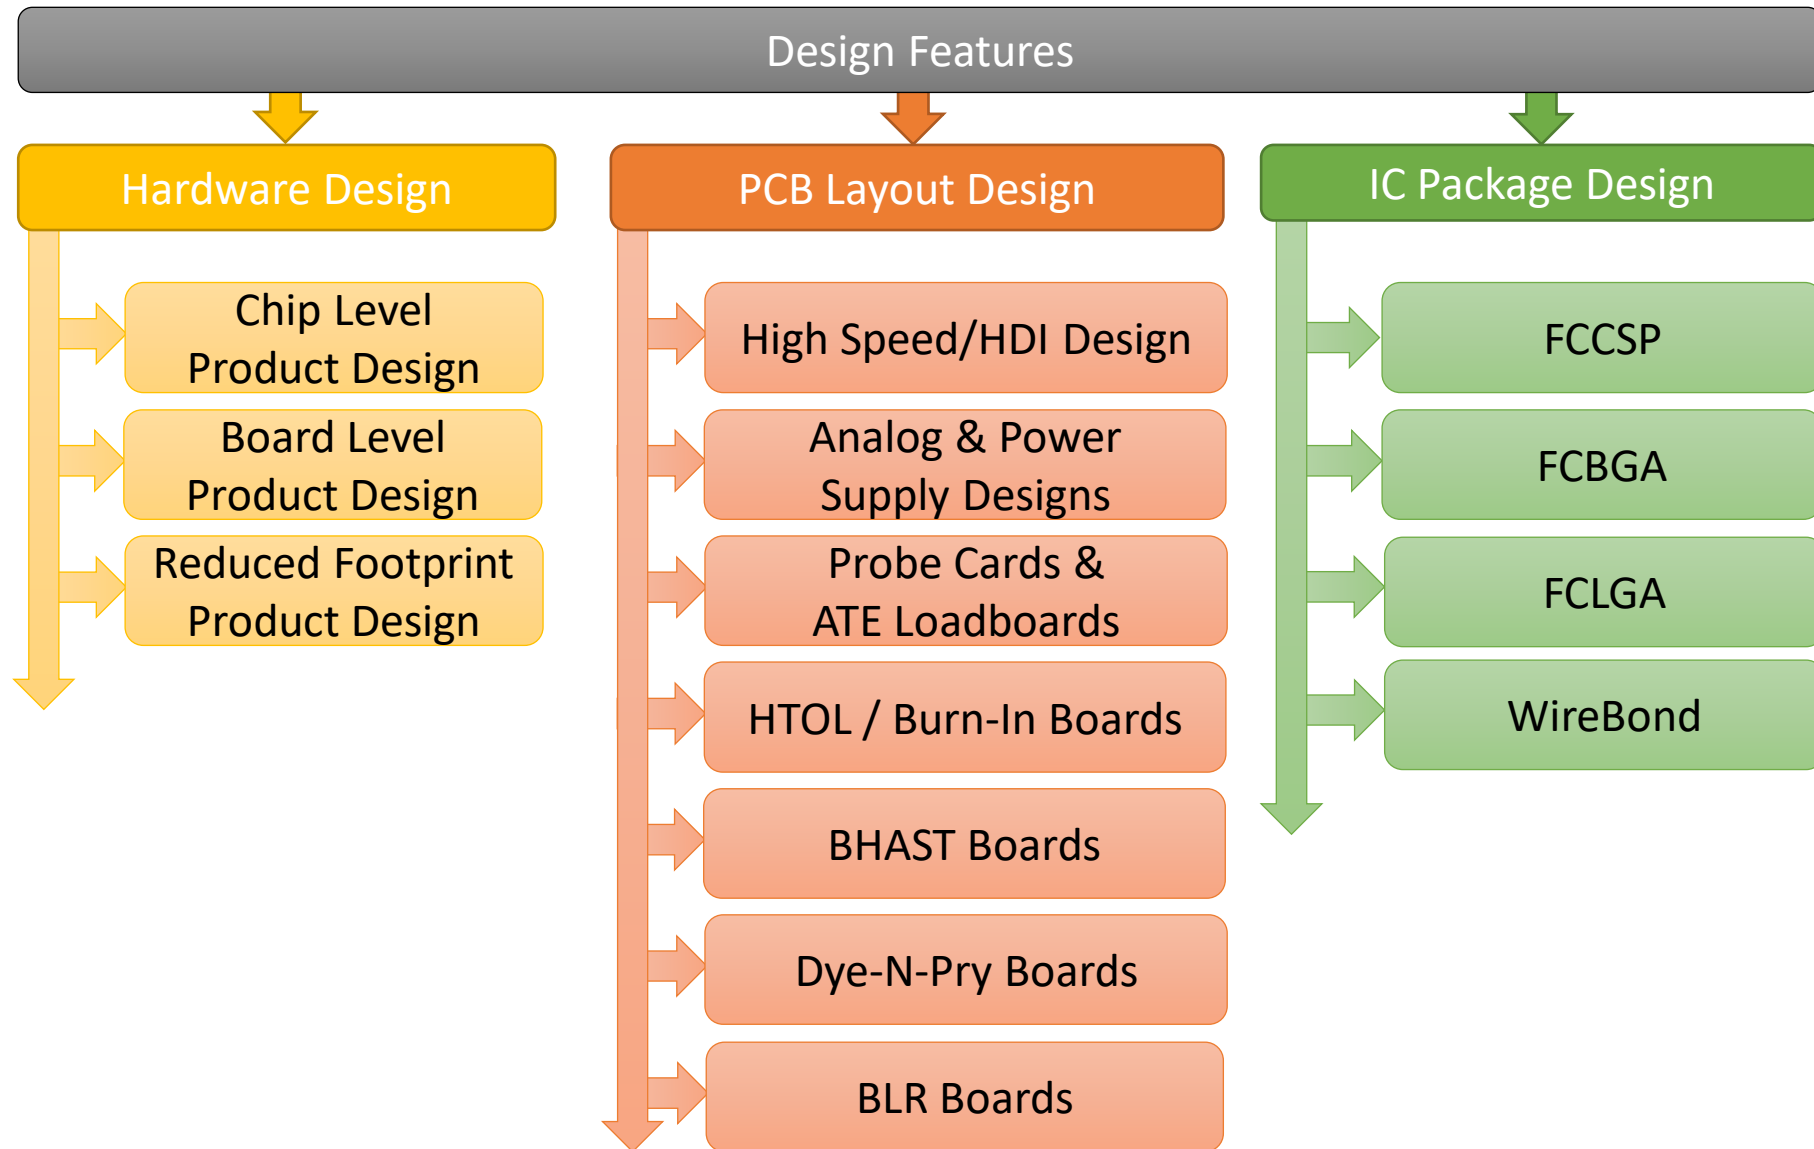 Design Features
Hardware Design
Chip Level
Product Design
Board Level
Product Design
Reduced Footprint
Product Design
PCB Layout Design
High Speed/HDI Design
Analog & Power
Supply Designs
Probe Cards &
ATE Loadboards
HTOL / Burn-In Boards
BHAST Boards
Dye-N-Pry Boards
BLR Boards
IC Package Design
FCCSP
FCBGA
FCLGA
WireBond